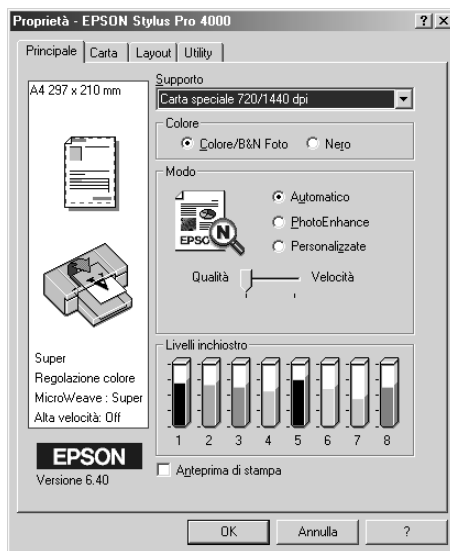 Proprietà - EPSON Stylus Pro 4000
Principale
Carta
Layout
Utility
A4 297 x 210 mm
Supporto
Carta speciale 720/1440 dpi
Colore
Colore/B&N Foto
Nero
Modo
EPSO
N
Automatico
PhotoEnhance
Personalizzate
Qualità
Velocità
Livelli inchiostro
1 2 3 4 5 6 7 8
Super
Regolazione colore
MicroWeave : Super
Alta velocità: Off
EPSON
Versione 6.40
Anteprima di stampa
OK
Annulla
?